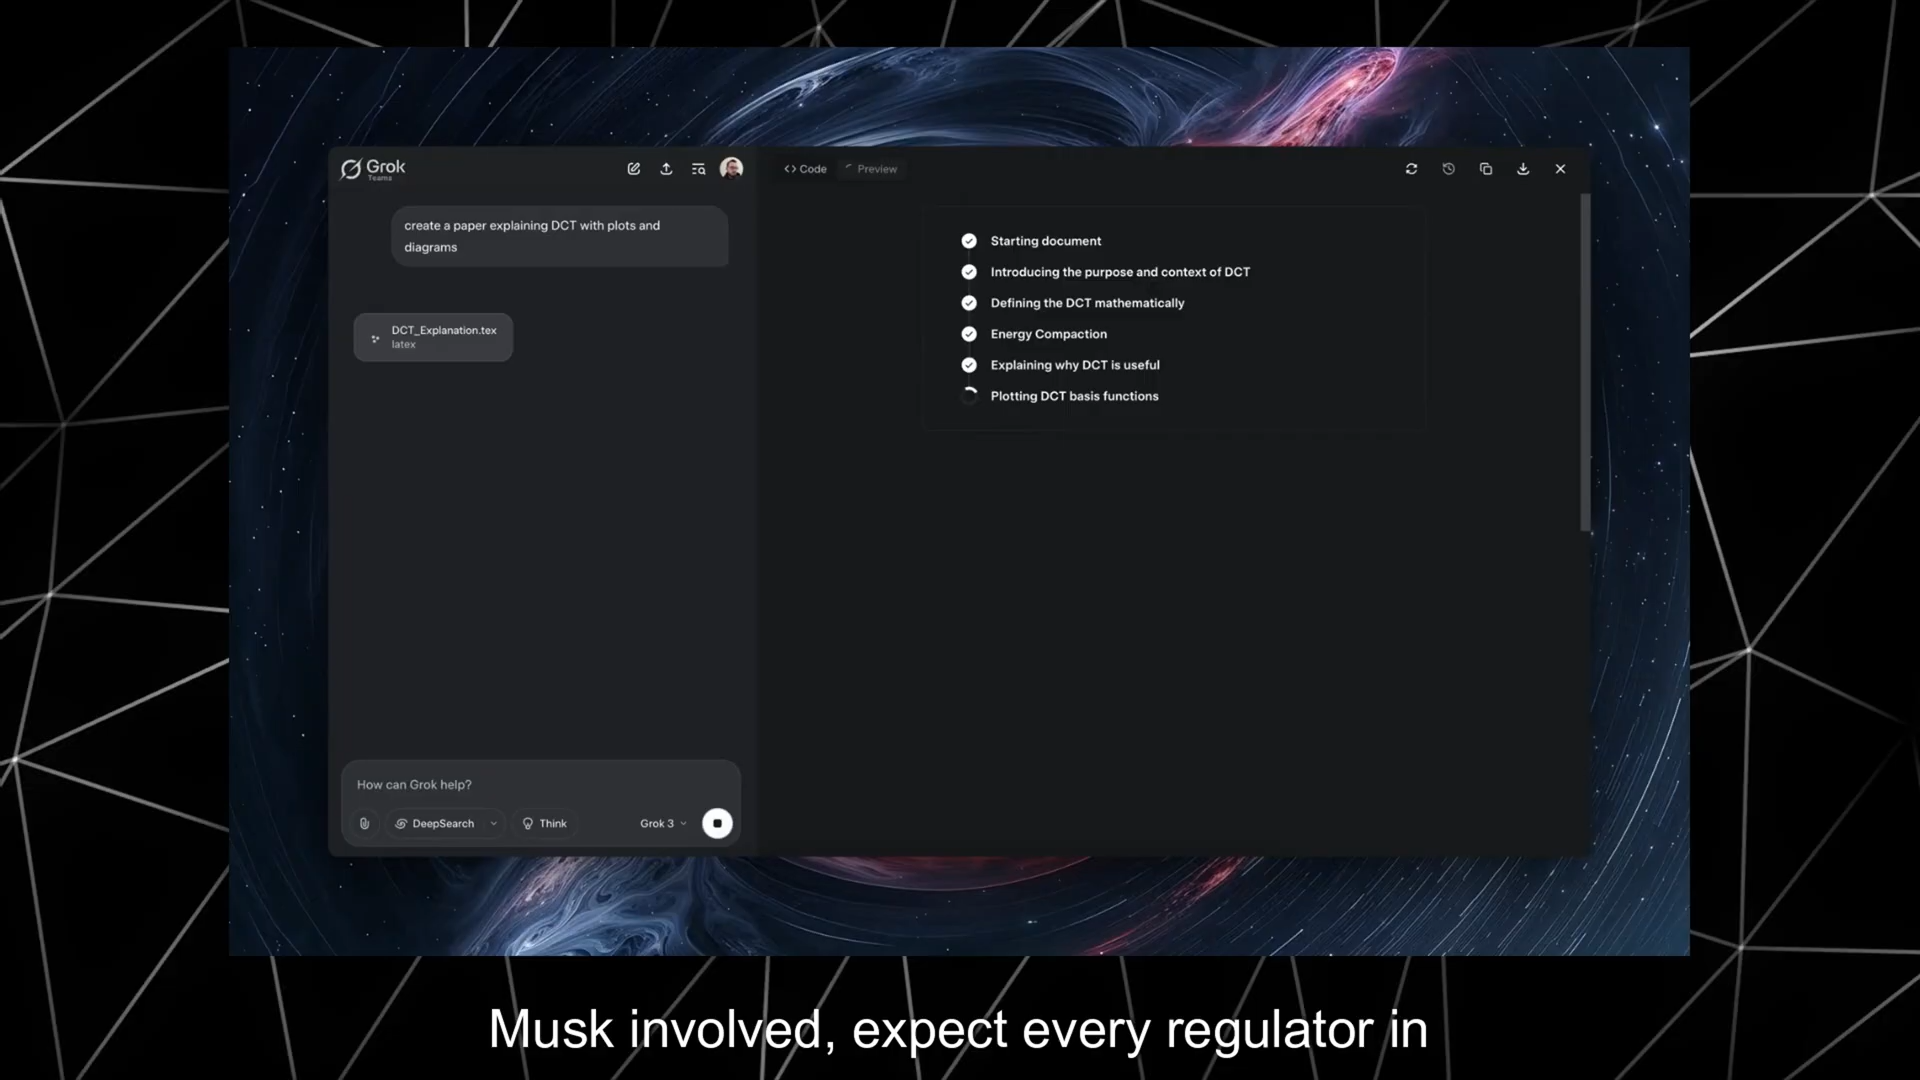 Grok
Teams
create a paper explaining DCT with plots and
diagrams
DCT_Explanation.tex
latex
How can Grok help?
DeepSearch
Think
Grok 3
<> Code
Preview
Starting document
Introducing the purpose and context of DCT
Defining the DCT mathematically
Energy Compaction
Explaining why DCT is useful
Plotting DCT basis functions
Musk involved, expect every regulator in